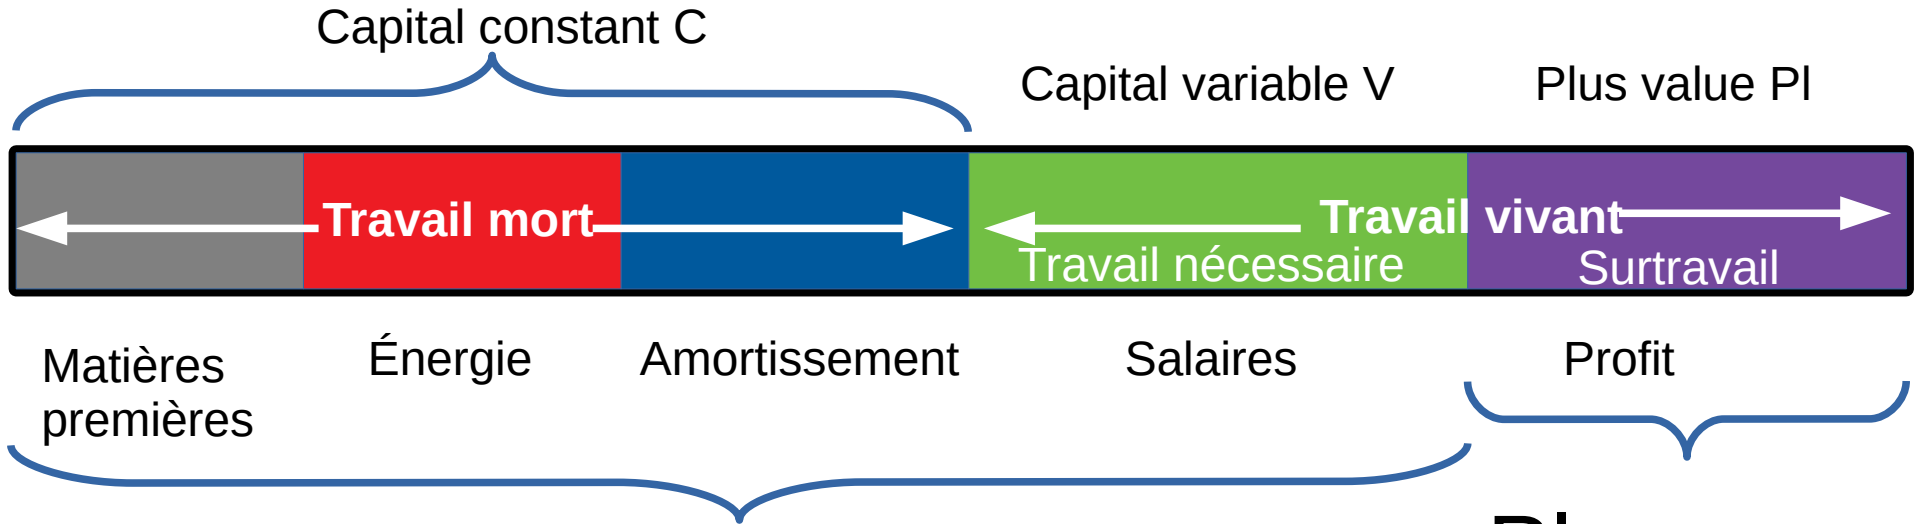 Capital constant C
Capital variable V
Plus value Pl
Travail mort
Travail vivant
Travail nécessaire
Surtravail
Matières
premières
Énergie
Amortissement
Salaires
Profit